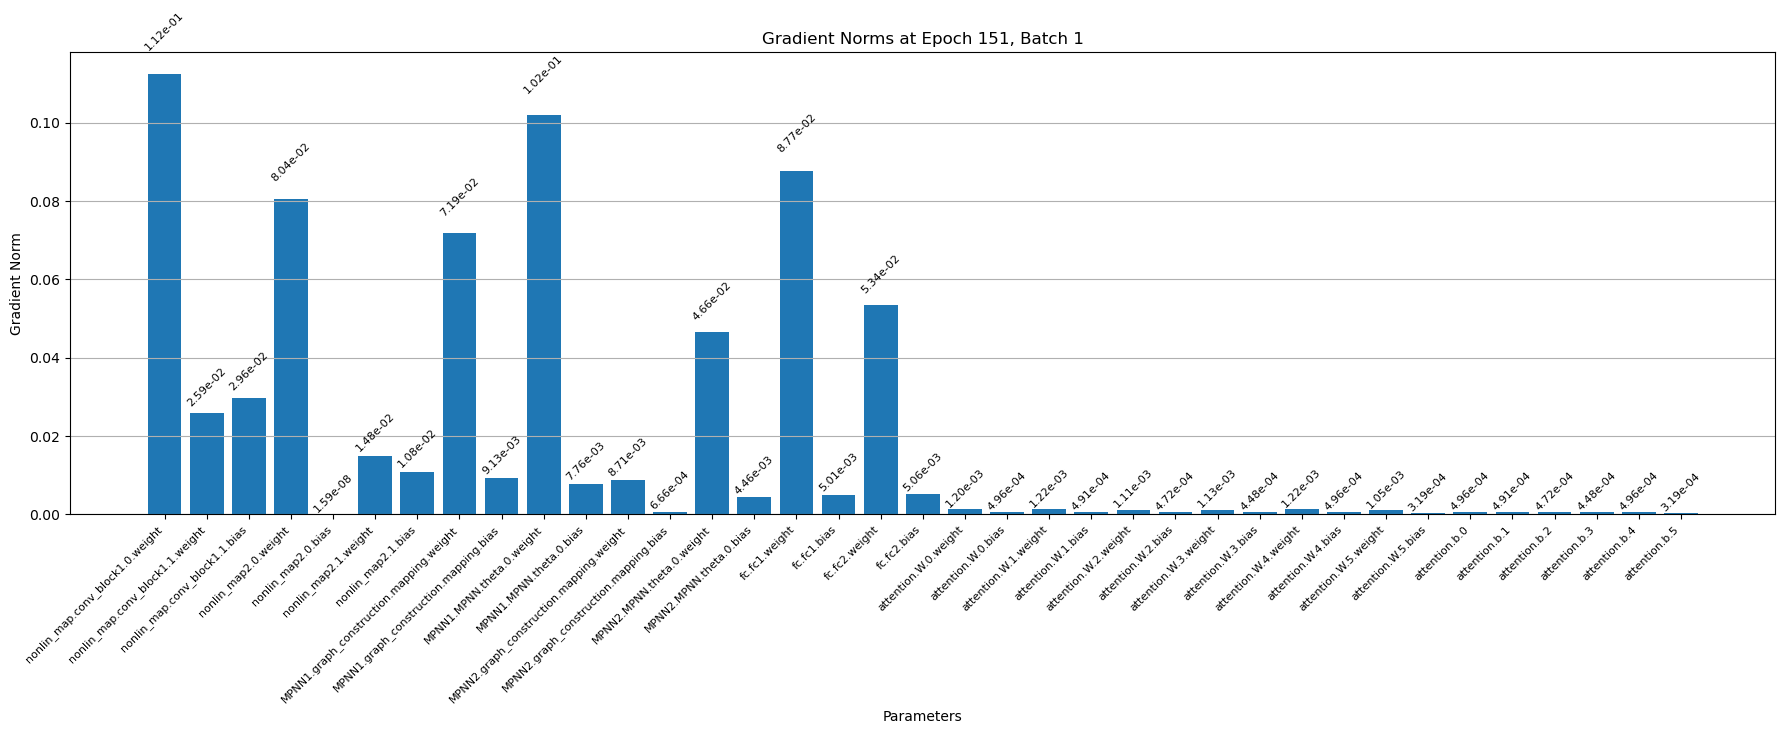 Gradient Norms at Epoch 151, Batch 1
Gradient Norm
0.10
0.08
0.06
0.04
0.02
0.00
1.12e-01
2.59e-02
2.96e-02
8.04e-02
1.59e-08
1.48e-02
1.08e-02
7.19e-02
9.13e-03
1.02e-01
7.76e-03
8.71e-03
6.66e-04
4.66e-02
4.46e-03
8.77e-02
5.01e-03
5.34e-02
5.06e-03
1.20e-03
4.96e-04
1.22e-03
4.91e-04
1.11e-03
4.72e-04
1.13e-03
4.48e-04
1.22e-03
4.96e-04
1.05e-03
3.19e-04
4.96e-04
4.91e-04
4.72e-04
4.48e-04
4.96e-04
3.19e-04
nonlin_map.conv_block1.0.weight
nonlin_map.conv_block1.1.weight
nonlin_map.conv_block1.1.bias
nonlin_map2.0.weight
nonlin_map2.0.bias
nonlin_map2.1.weight
nonlin_map2.1.bias
MPNN1.graph_construction.mapping.weight
MPNN1.graph_construction.mapping.bias
MPNN1.MPNN.theta.0.weight
MPNN1.MPNN.theta.0.bias
MPNN2.graph_construction.mapping.weight
MPNN2.graph_construction.mapping.bias
MPNN2.MPNN.theta.0.weight
MPNN2.MPNN.theta.0.bias
fc.fc1.weight
fc.fc1.bias
fc.fc2.weight
fc.fc2.bias
attention.W.0.weight
attention.W.0.bias
attention.W.1.weight
attention.W.1.bias
attention.W.2.weight
attention.W.2.bias
attention.W.3.weight
attention.W.3.bias
attention.W.4.weight
attention.W.4.bias
attention.W.5.weight
attention.W.5.bias
attention.b.0
attention.b.1
attention.b.2
attention.b.3
attention.b.4
attention.b.5
Parameters